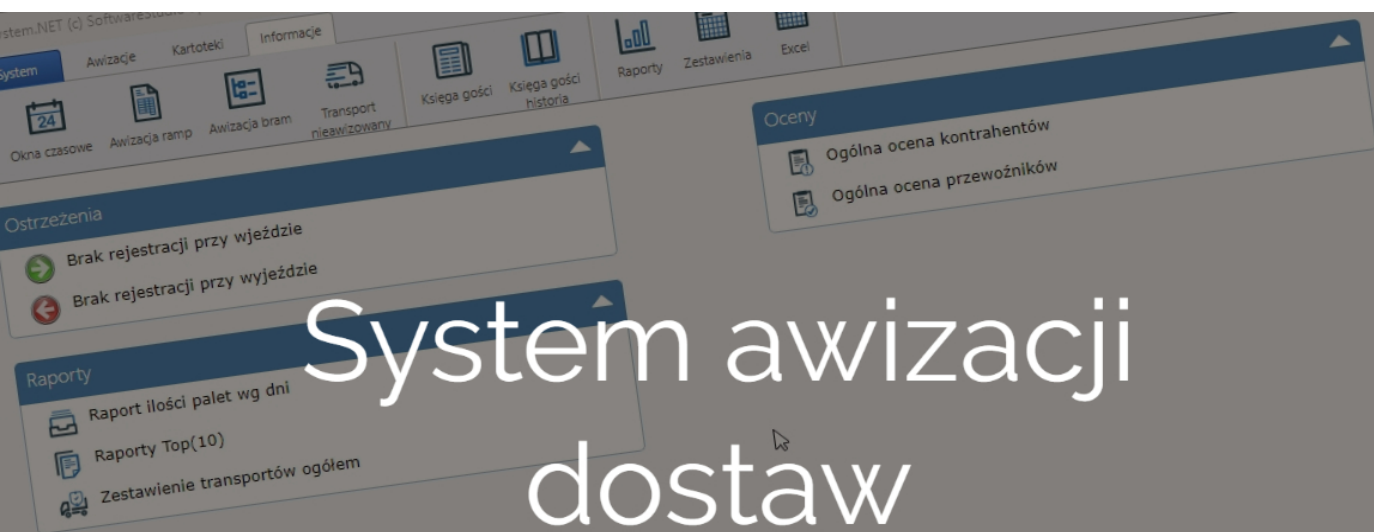 System.NET (c) SoftwareStudio
System Awizacje Kartoteki Informacje
24
Okna czasowe
Awizacja ramp
Awizacja bram
Transport
nieawizowany
Księga gości
Księga gości
historia
Raporty
Zestawienia
Excel
Ostrzeżenia
Brak rejestracji przy wjeździe
Brak rejestracji przy wyjeździe
Raporty
Raport ilości palet wg dni
Raporty Top(10)
Zestawienie transportów ogółem
Oceny
Ogólna ocena kontrahentów
Ogólna ocena przewoźników
System awizacji
dostaw